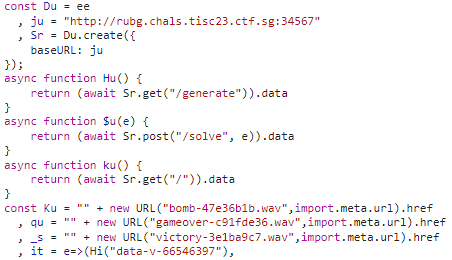 const Du = ee
, ju = "http://rubg.chals.tisc23.ctf.sg:34567"
, Sr = Du.create({
baseURL: ju
});
async function Hu() {
return (await Sr.get("/generate")).data
}
async function $u(e) {
return (await Sr.post("/solve", e)).data
}
async function ku() {
return (await Sr.get("/")).data
}
const Ku = "" + new URL("bomb-47e36b1b.wav",import.meta.url).href
, qu = "" + new URL("gameover-c91fde36.wav",import.meta.url).href
, _s = "" + new URL("victory-3e1ba9c7.wav",import.meta.url).href
, it = e=>(Hi("data-v-66546397"),